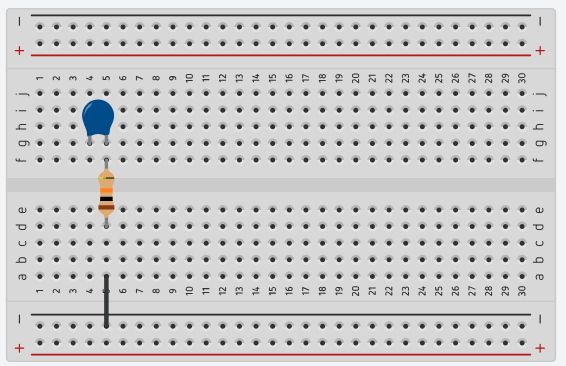 − −
+ +
1 2 3 4 5 6 7 8 9 10 11 12 13 14 15 16 17 18 19 20 21 22 23 24 25 26 27 28 29 30
j j
i i
h h
g g
f f
e e
d d
c c
b b
a a
1 2 3 4 6 7 8 9 10 11 12 13 14 15 16 17 18 19 20 21 22 23 24 25 26 27 28 29 30
− −
+ +